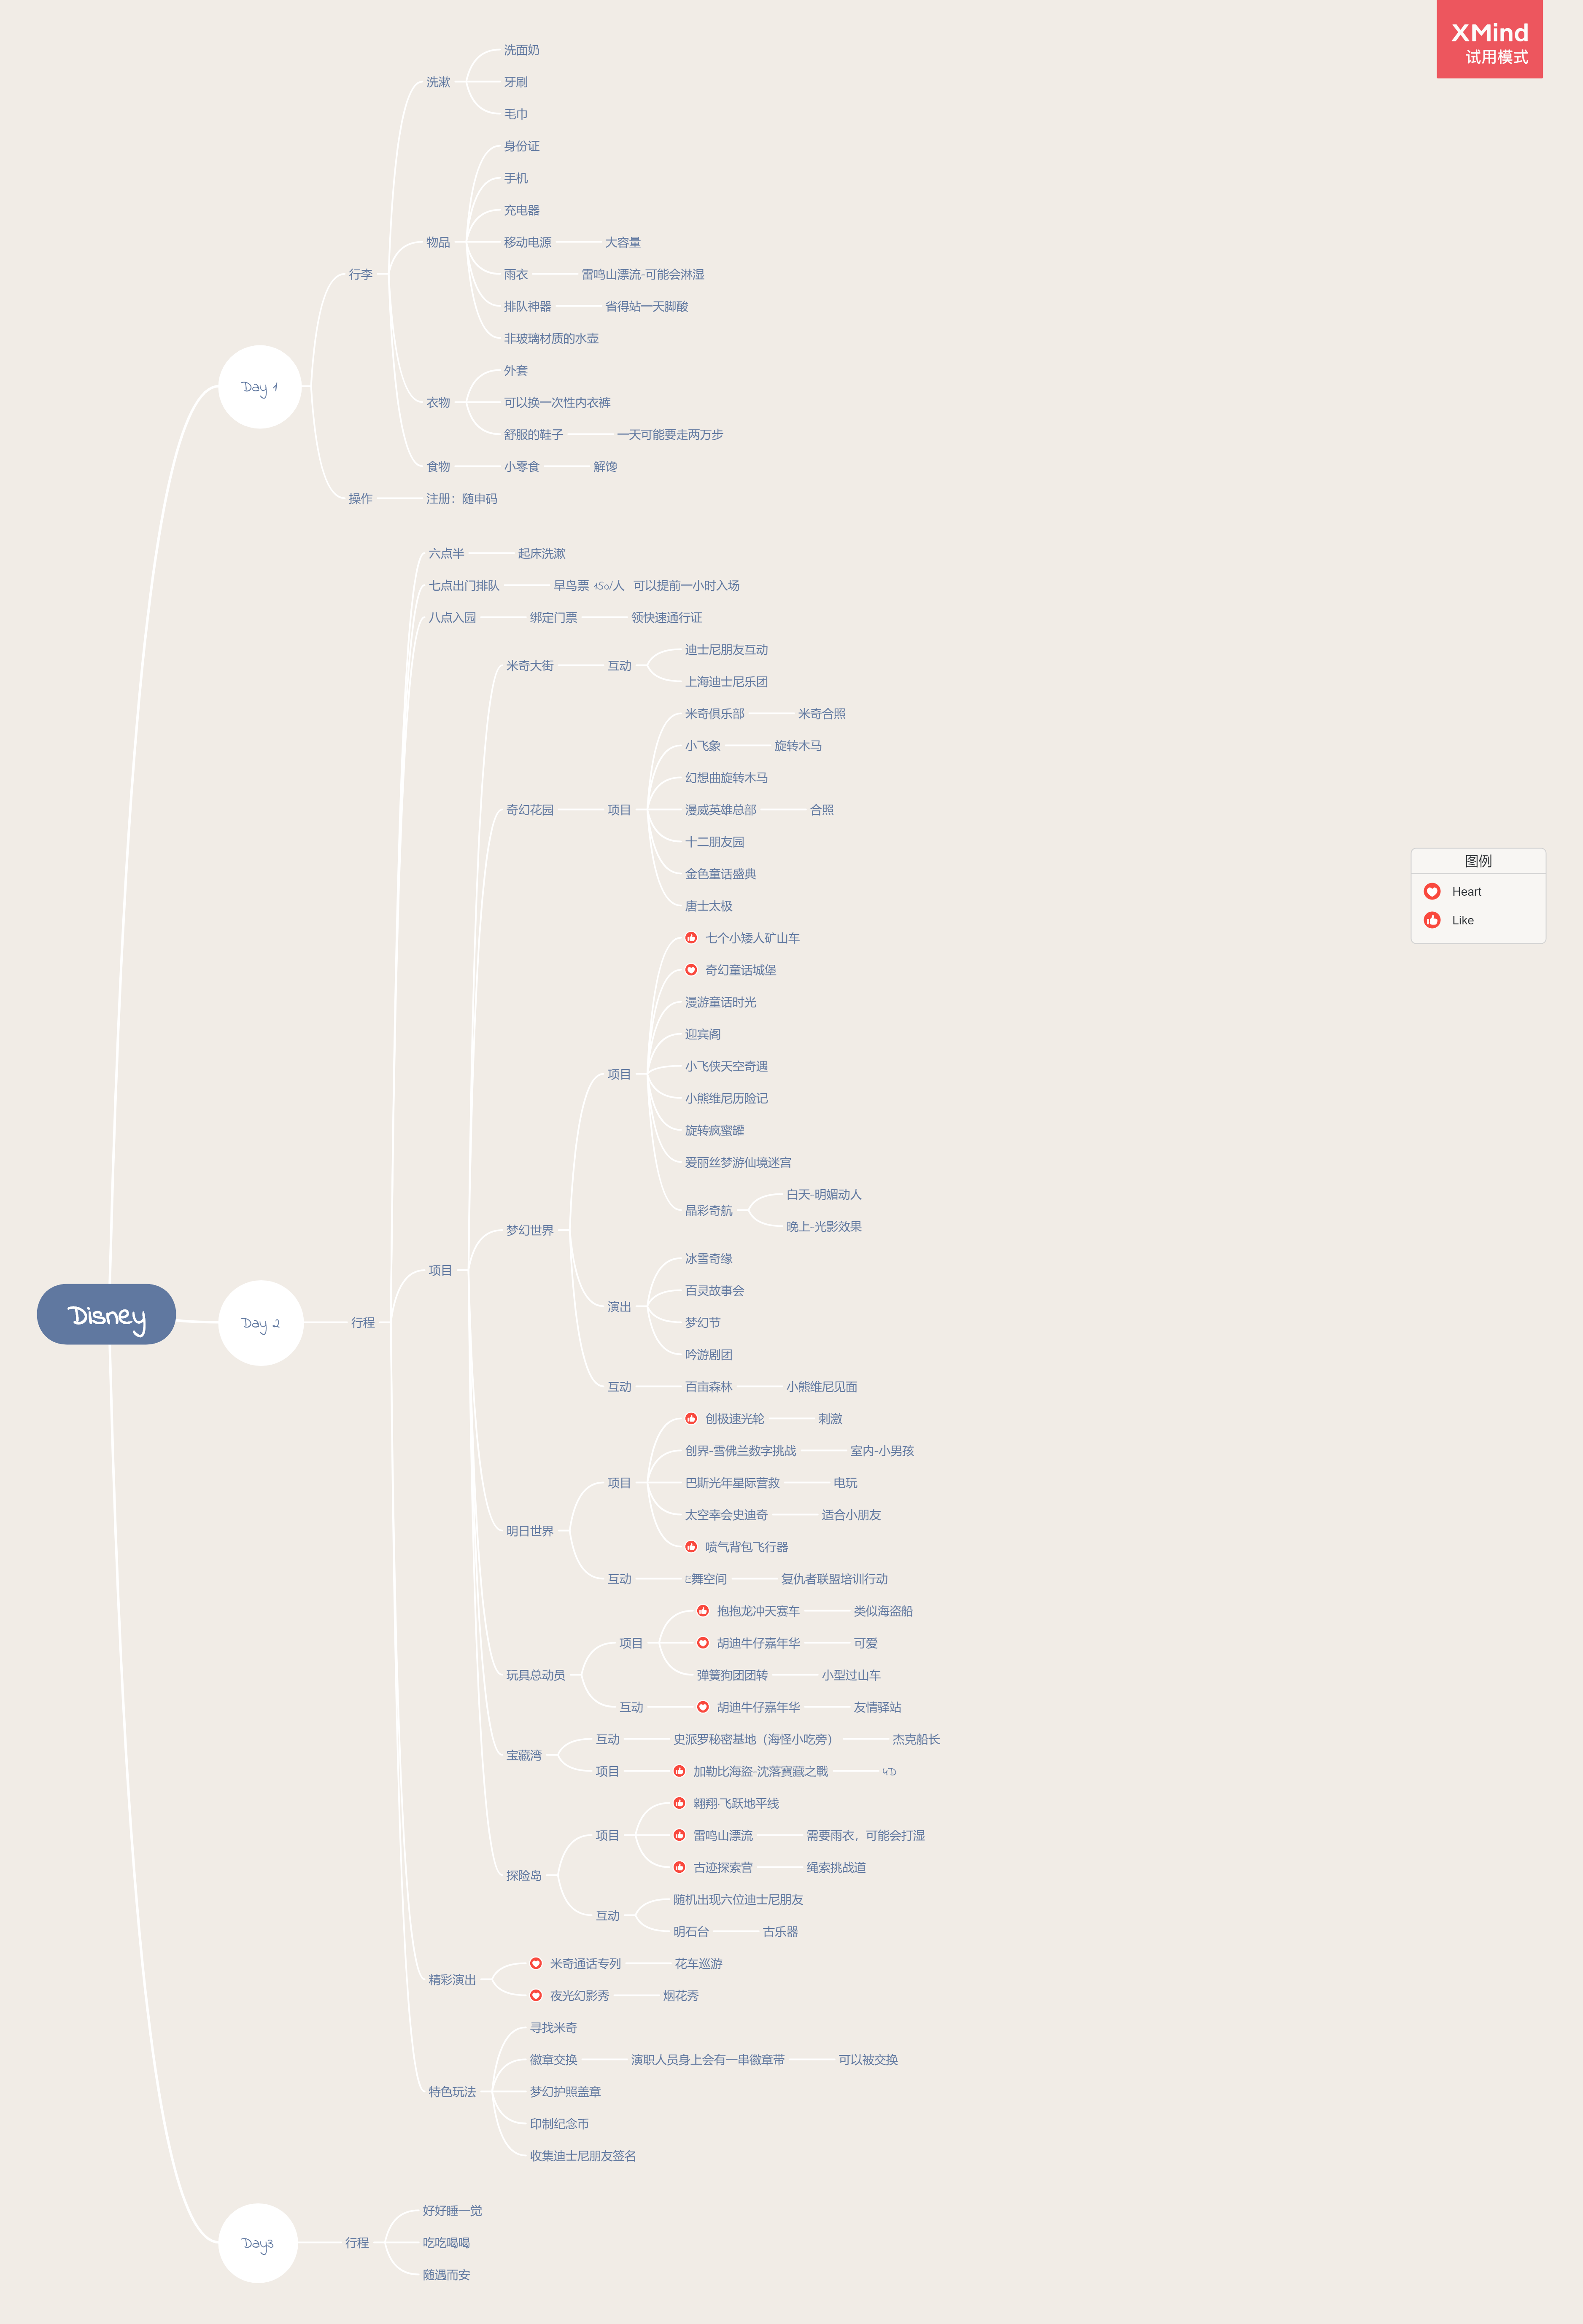 XMind
试用模式
洗面奶
洗漱
牙刷
毛巾
身份证
手机
充电器
物品
移动电源
大容量
行李
雨衣
雷鸣山漂流-可能会淋湿
排队神器
省得站一天脚酸
非玻璃材质的水壶
外套
Day 1
衣物
可以换一次性内衣裤
舒服的鞋子
一天可能要走两万步
食物
小零食
解馋
操作
注册：随申码
六点半
起床洗漱
七点出门排队
早鸟票 150/人 可以提前一小时入场
八点入园
绑定门票
领快速通行证
米奇大街
互动
迪士尼朋友互动
上海迪士尼乐团
米奇俱乐部
米奇合照
小飞象
旋转木马
幻想曲旋转木马
奇幻花园
项目
漫威英雄总部
合照
十二朋友园
金色童话盛典
唐士太极
图例
Heart
Like
七个小矮人矿山车
奇幻童话城堡
漫游童话时光
迎宾阁
项目
小飞侠天空奇遇
小熊维尼历险记
旋转疯蜜罐
爱丽丝梦游仙境迷宫
晶彩奇航
白天-明媚动人
晚上-光影效果
梦幻世界
冰雪奇缘
百灵故事会
演出
梦幻节
吟游剧团
互动
百亩森林
小熊维尼见面
项目
Disney
Day 2
行程
创极速光轮
刺激
创界-雪佛兰数字挑战
室内-小男孩
项目
巴斯光年星际营救
电玩
太空幸会史迪奇
适合小朋友
明日世界
喷气背包飞行器
互动
E舞空间
复仇者联盟培训行动
抱抱龙冲天赛车
类似海盗船
项目
胡迪牛仔嘉年华
可爱
弹簧狗团团转
小型过山车
玩具总动员
互动
胡迪牛仔嘉年华
友情驿站
宝藏湾
互动
史派罗秘密基地（海怪小吃旁）
杰克船长
项目
加勒比海盗-沈落寶藏之戰
4D
翱翔·飞跃地平线
项目
雷鸣山漂流
需要雨衣，可能会打湿
古迹探索营
绳索挑战道
探险岛
互动
随机出现六位迪士尼朋友
明石台
古乐器
精彩演出
米奇通话专列
花车巡游
夜光幻影秀
烟花秀
寻找米奇
徽章交换
演职人员身上会有一串徽章带
可以被交换
特色玩法
梦幻护照盖章
印制纪念币
收集迪士尼朋友签名
Day3
行程
好好睡一觉
吃吃喝喝
随遇而安